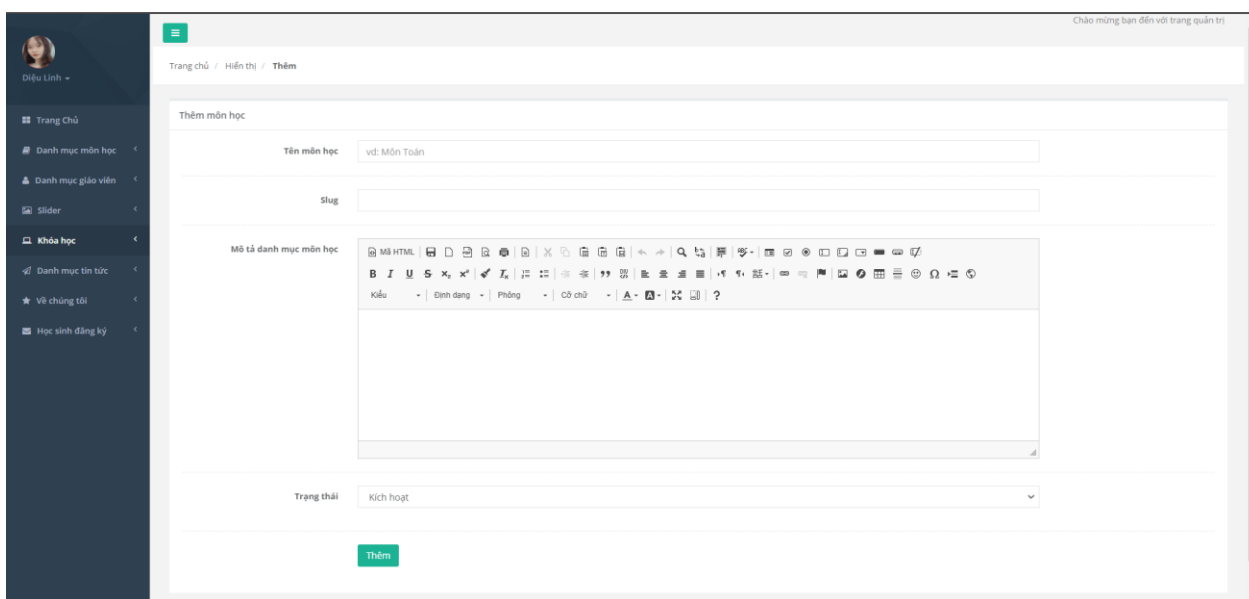 Chào mừng bạn đến với trang quản trị
Diệu Linh
Trang chủ / Hiển thị / Thêm
Trang Chủ
Danh mục môn học
Danh mục giáo viên
Slider
Khóa học
Danh mục tin tức
Về chúng tôi
Học sinh đăng ký
Thêm môn học
Tên môn học
vd: Môn Toán
Slug
Mô tả danh mục môn học
Mã HTML
B I U S x₂ x² Iₓ
Kiểu Định dạng Phông Cỡ chữ A A ?
Trạng thái
Kích hoạt
Thêm